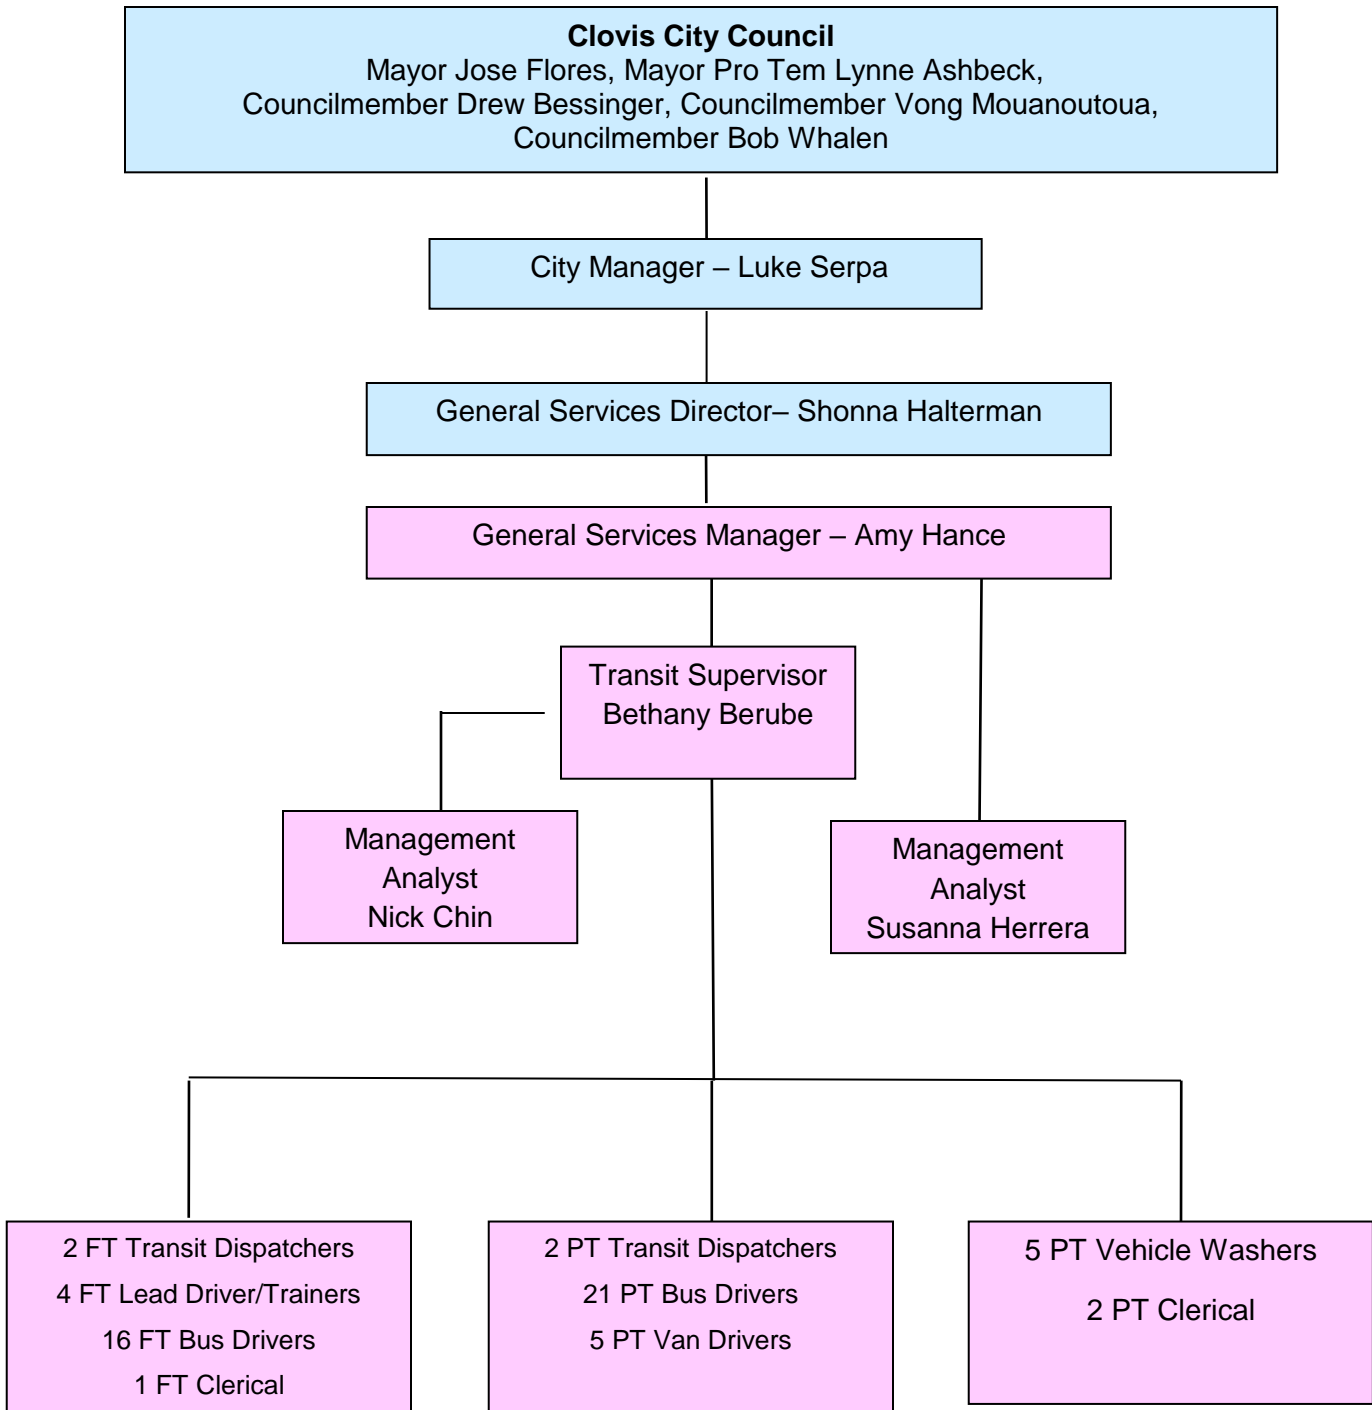 Clovis City Council
Mayor Jose Flores, Mayor Pro Tem Lynne Ashbeck,
Councilmember Drew Bessinger, Councilmember Vong Mouanoutoua,
Councilmember Bob Whalen
City Manager – Luke Serpa
General Services Director– Shonna Halterman
General Services Manager – Amy Hance
Transit Supervisor
Bethany Berube
Management
Analyst
Nick Chin
Management
Analyst
Susanna Herrera
2 FT Transit Dispatchers
4 FT Lead Driver/Trainers
16 FT Bus Drivers
1 FT Clerical
2 PT Transit Dispatchers
21 PT Bus Drivers
5 PT Van Drivers
5 PT Vehicle Washers
2 PT Clerical